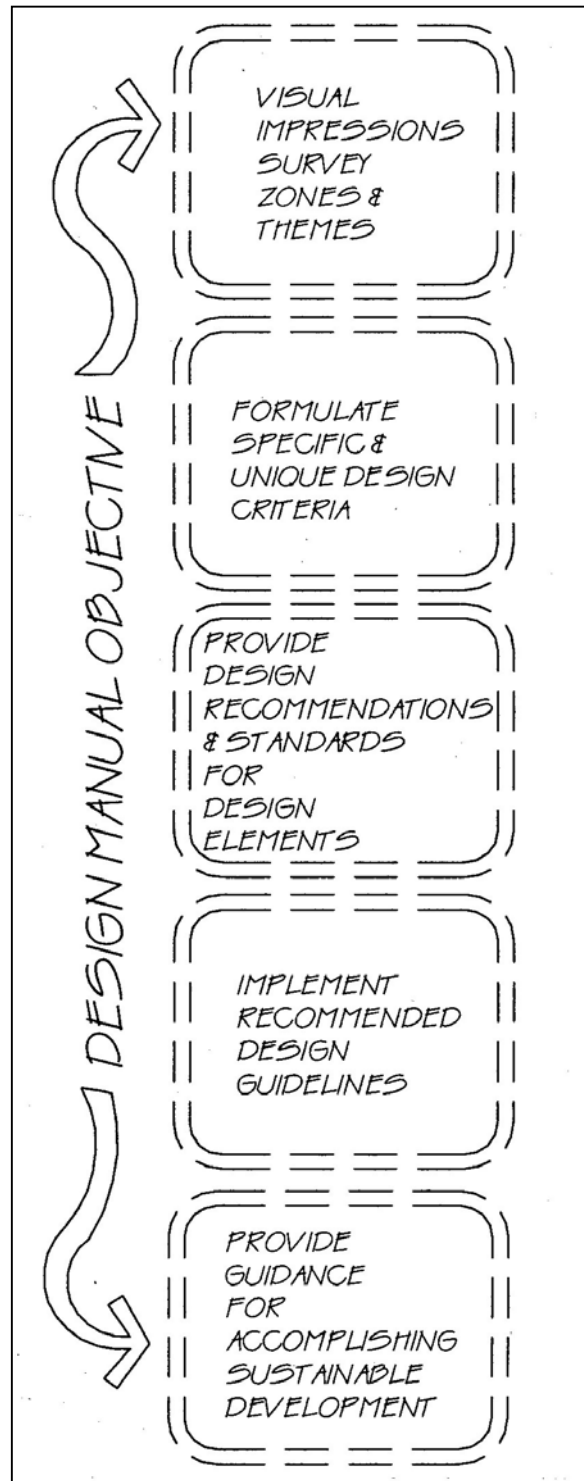 VISUAL
IMPRESSIONS
SURVEY
ZONES &
THEMES
FORMULATE
SPECIFIC &
UNIQUE DESIGN
CRITERIA
PROVIDE
DESIGN
RECOMMENDATIONS
& STANDARDS
FOR
DESIGN
ELEMENTS
IMPLEMENT
RECOMMENDED
DESIGN
GUIDELINES
PROVIDE
GUIDANCE
FOR
ACCOMPLISHING
SUSTAINABLE
DEVELOPMENT
DESIGN MANUAL OBJECTIVE